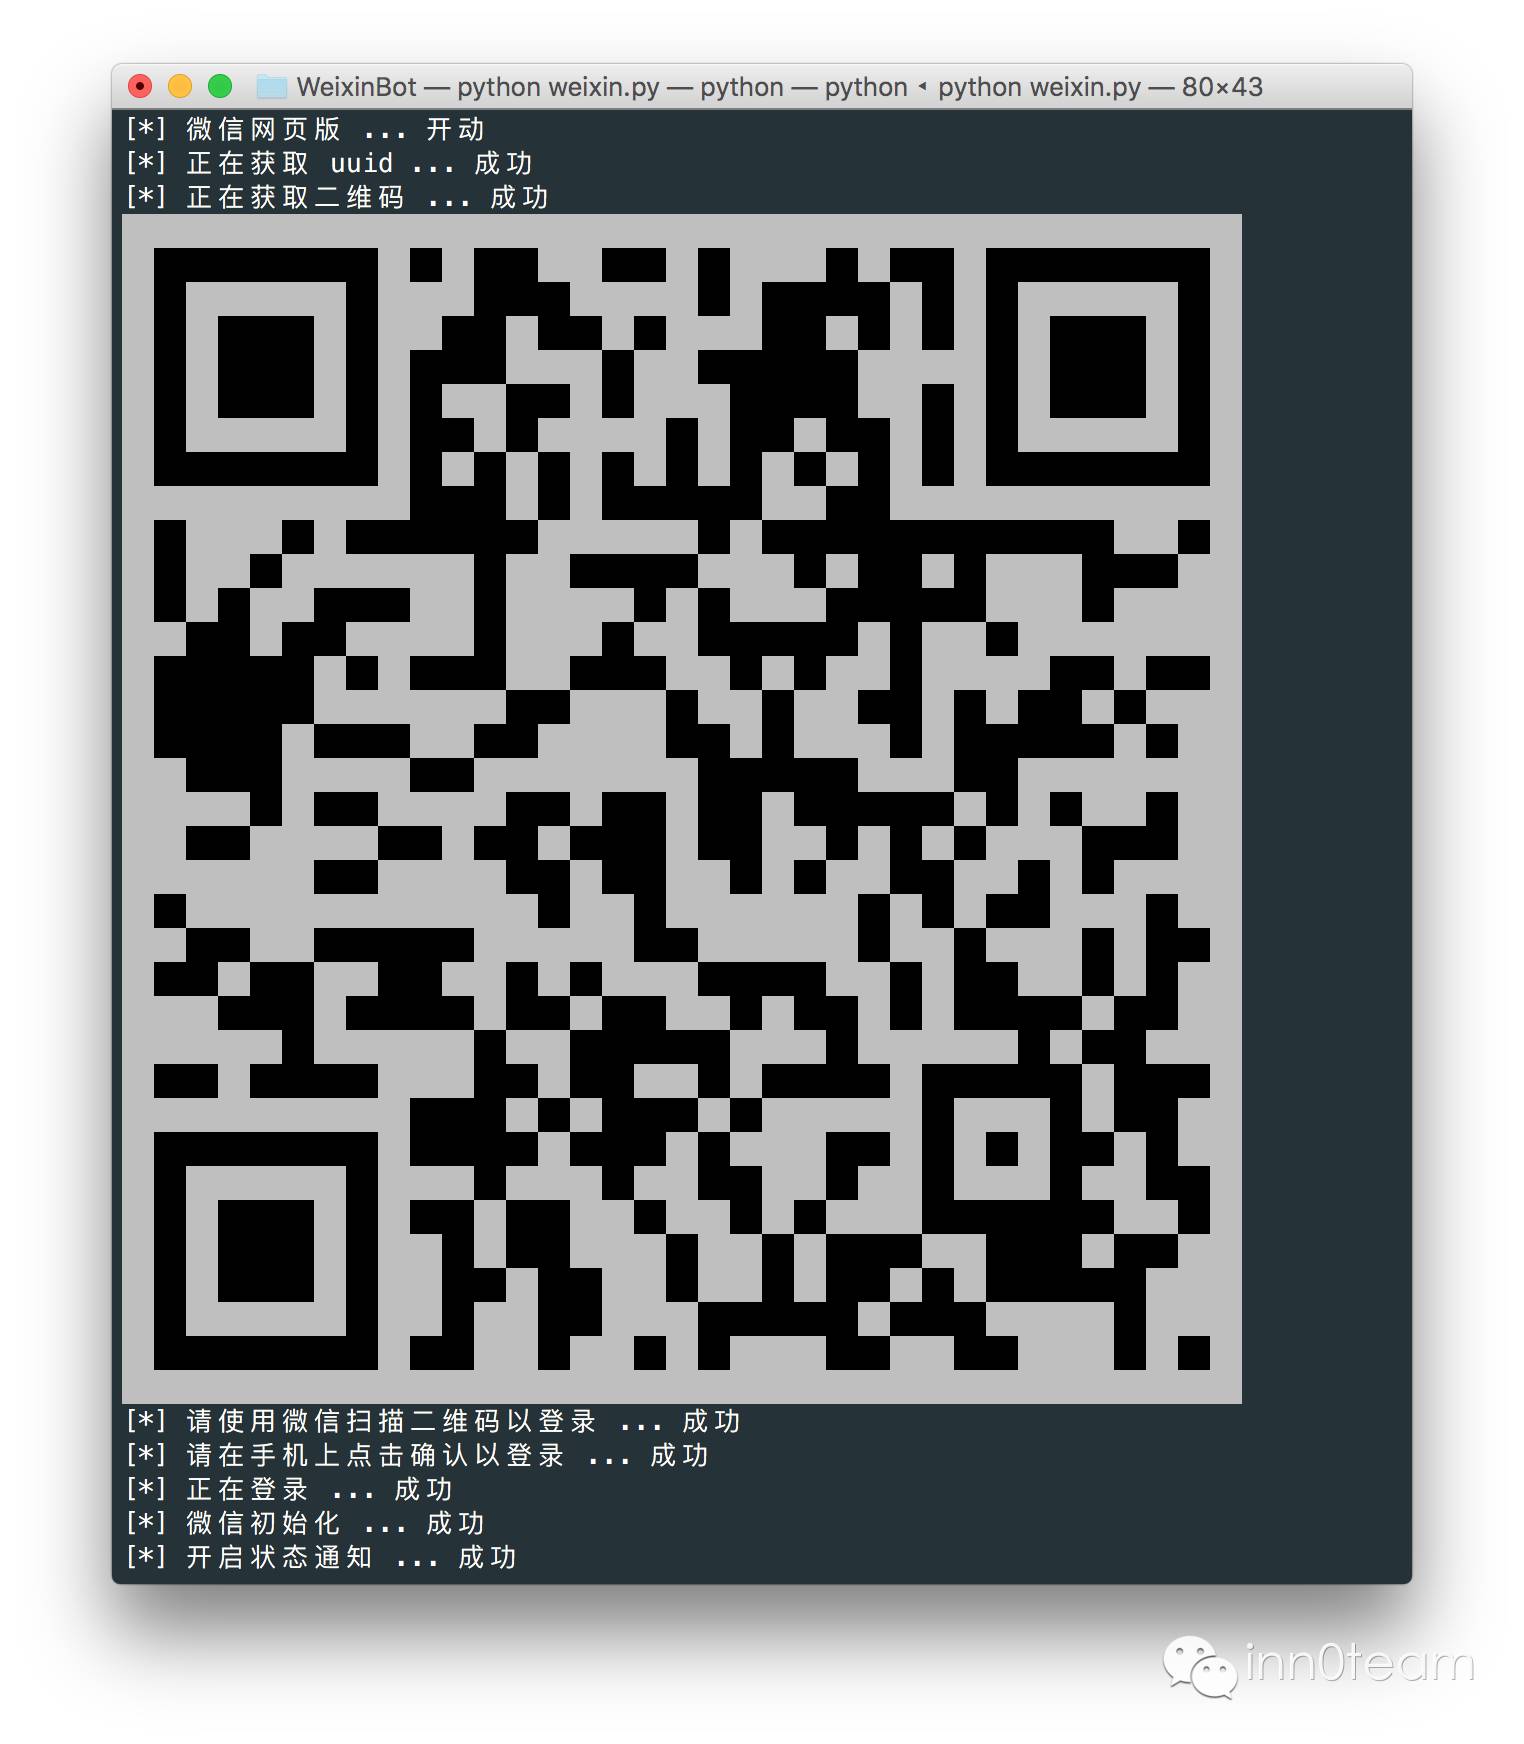 WeixinBot — python weixin.py — python — python ◂ python weixin.py — 80×43
[*] 微信网页版 ... 开动
[*] 正在获取 uuid ... 成功
[*] 正在获取二维码 ... 成功
[*] 请使用微信扫描二维码以登录 ... 成功
[*] 请在手机上点击确认以登录 ... 成功
[*] 正在登录 ... 成功
[*] 微信初始化 ... 成功
[*] 开启状态通知 ... 成功
inn0team